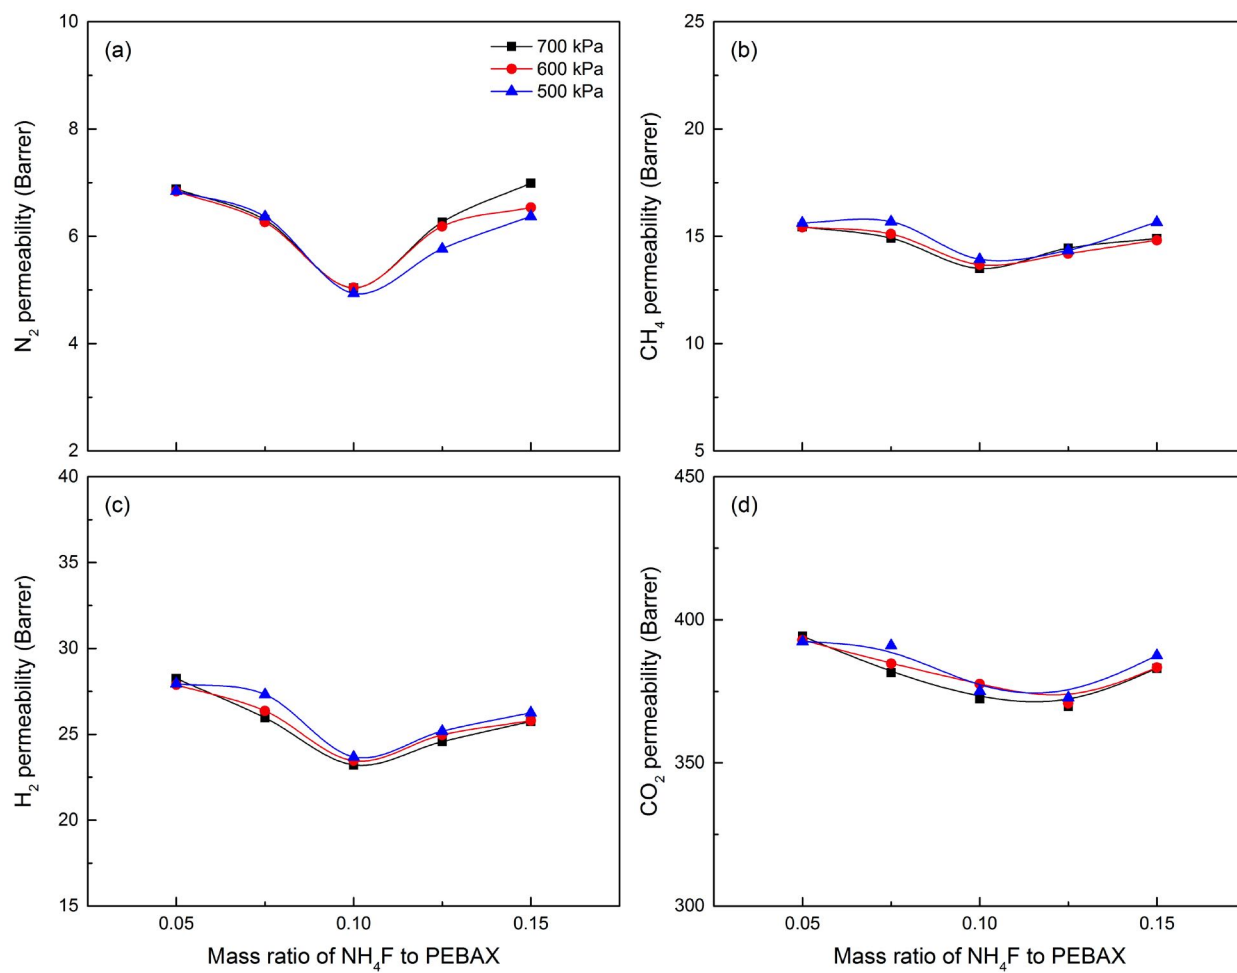 (a)
700 kPa
600 kPa
500 kPa
10
8
6
4
2
N₂ permeability (Barrer)
(b)
25
20
15
10
5
CH₄ permeability (Barrer)
(c)
40
35
30
25
20
15
H₂ permeability (Barrer)
0.05 0.10 0.15
Mass ratio of NH₄F to PEBAX
(d)
450
400
350
300
CO₂ permeability (Barrer)
0.05 0.10 0.15
Mass ratio of NH₄F to PEBAX